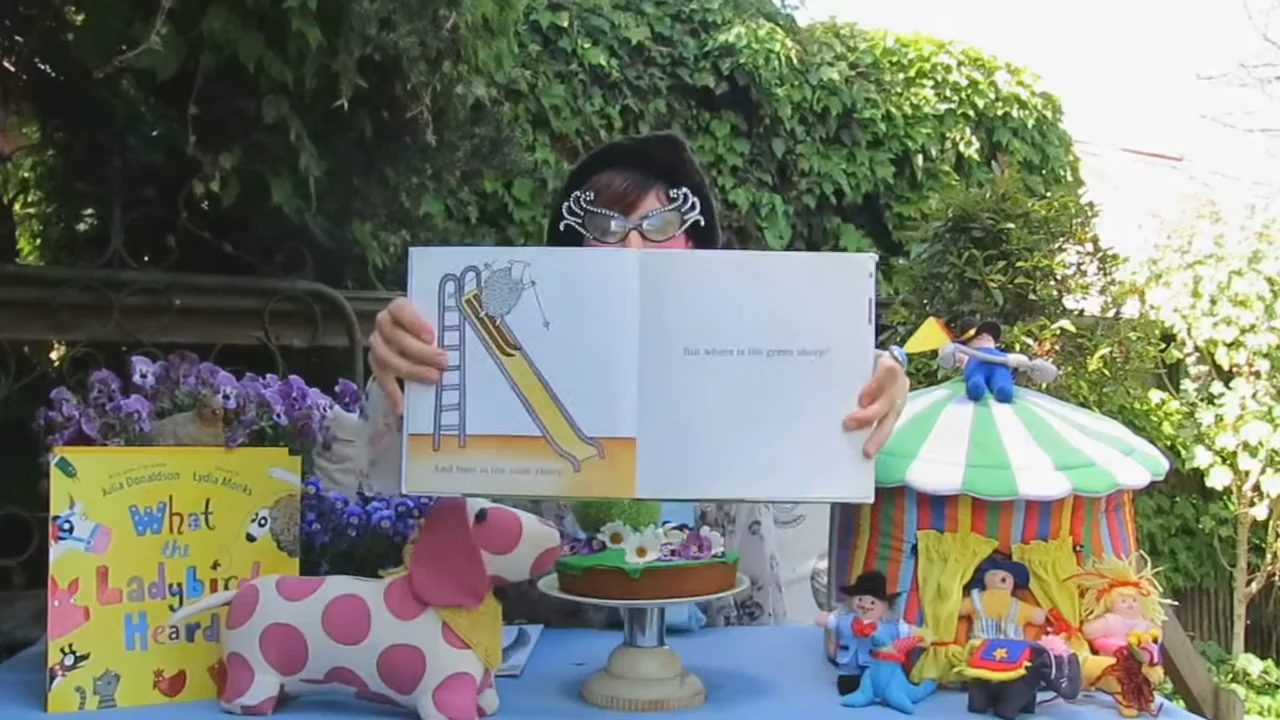 And here is the slide sheep.
But where is the green sheep?
Julia Donaldson Lydia Monks
What
the
Ladybird
Heard